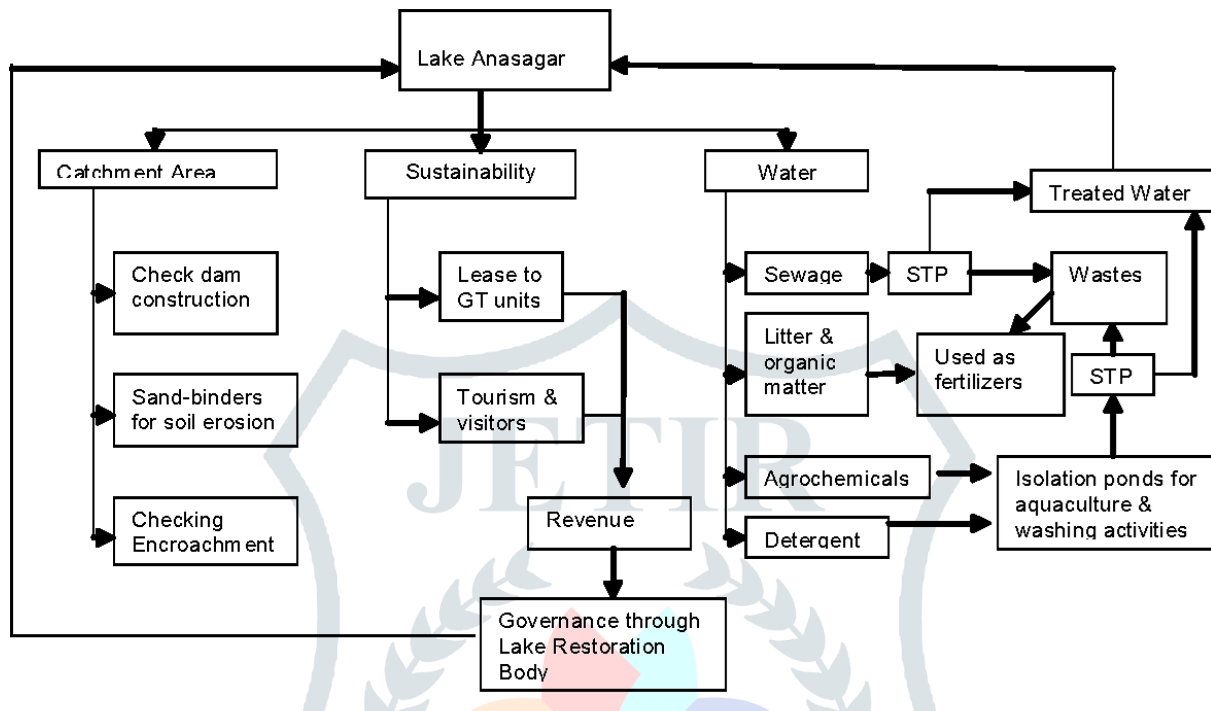 Lake Anasagar
Catchment Area
Sustainability
Water
Treated Water
Check dam
construction
Lease to
GT units
Sewage
STP
Wastes
Litter &
organic
matter
Used as
fertilizers
STP
Sand-binders
for soil erosion
Tourism &
visitors
JETIR
Agrochemicals
Isolation ponds for
aquaculture &
washing activities
Checking
Encroachment
Revenue
Detergent
Governance through
Lake Restoration
Body